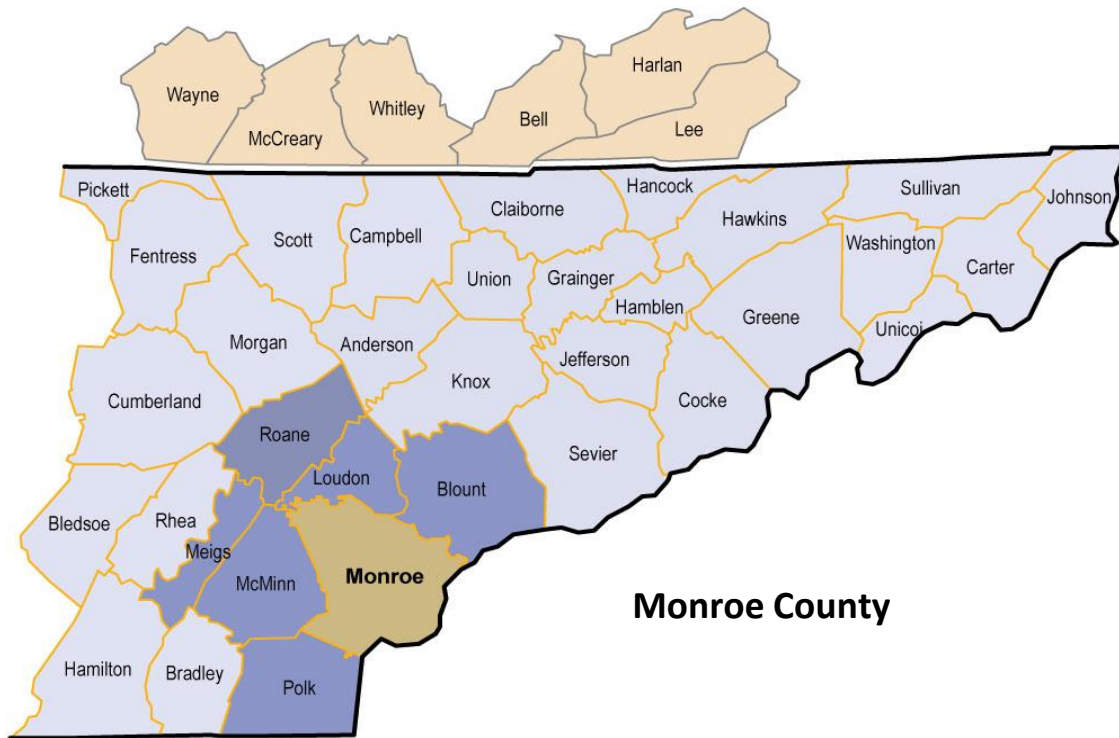 Harlan
Wayne
Whitley
Bell
Lee
McCreary
Pickett
Hancock
Sullivan
Johnson
Claiborne
Hawkins
Scott
Campbell
Washington
Fentress
Carter
Union
Grainger
Hamblen
Greene
Unicoi
Morgan
Anderson
Jefferson
Knox
Cumberland
Cocke
Roane
Sevier
Loudon
Blount
Rhea
Bledsoe
Meigs
McMinn
Monroe
Monroe County
Hamilton
Bradley
Polk